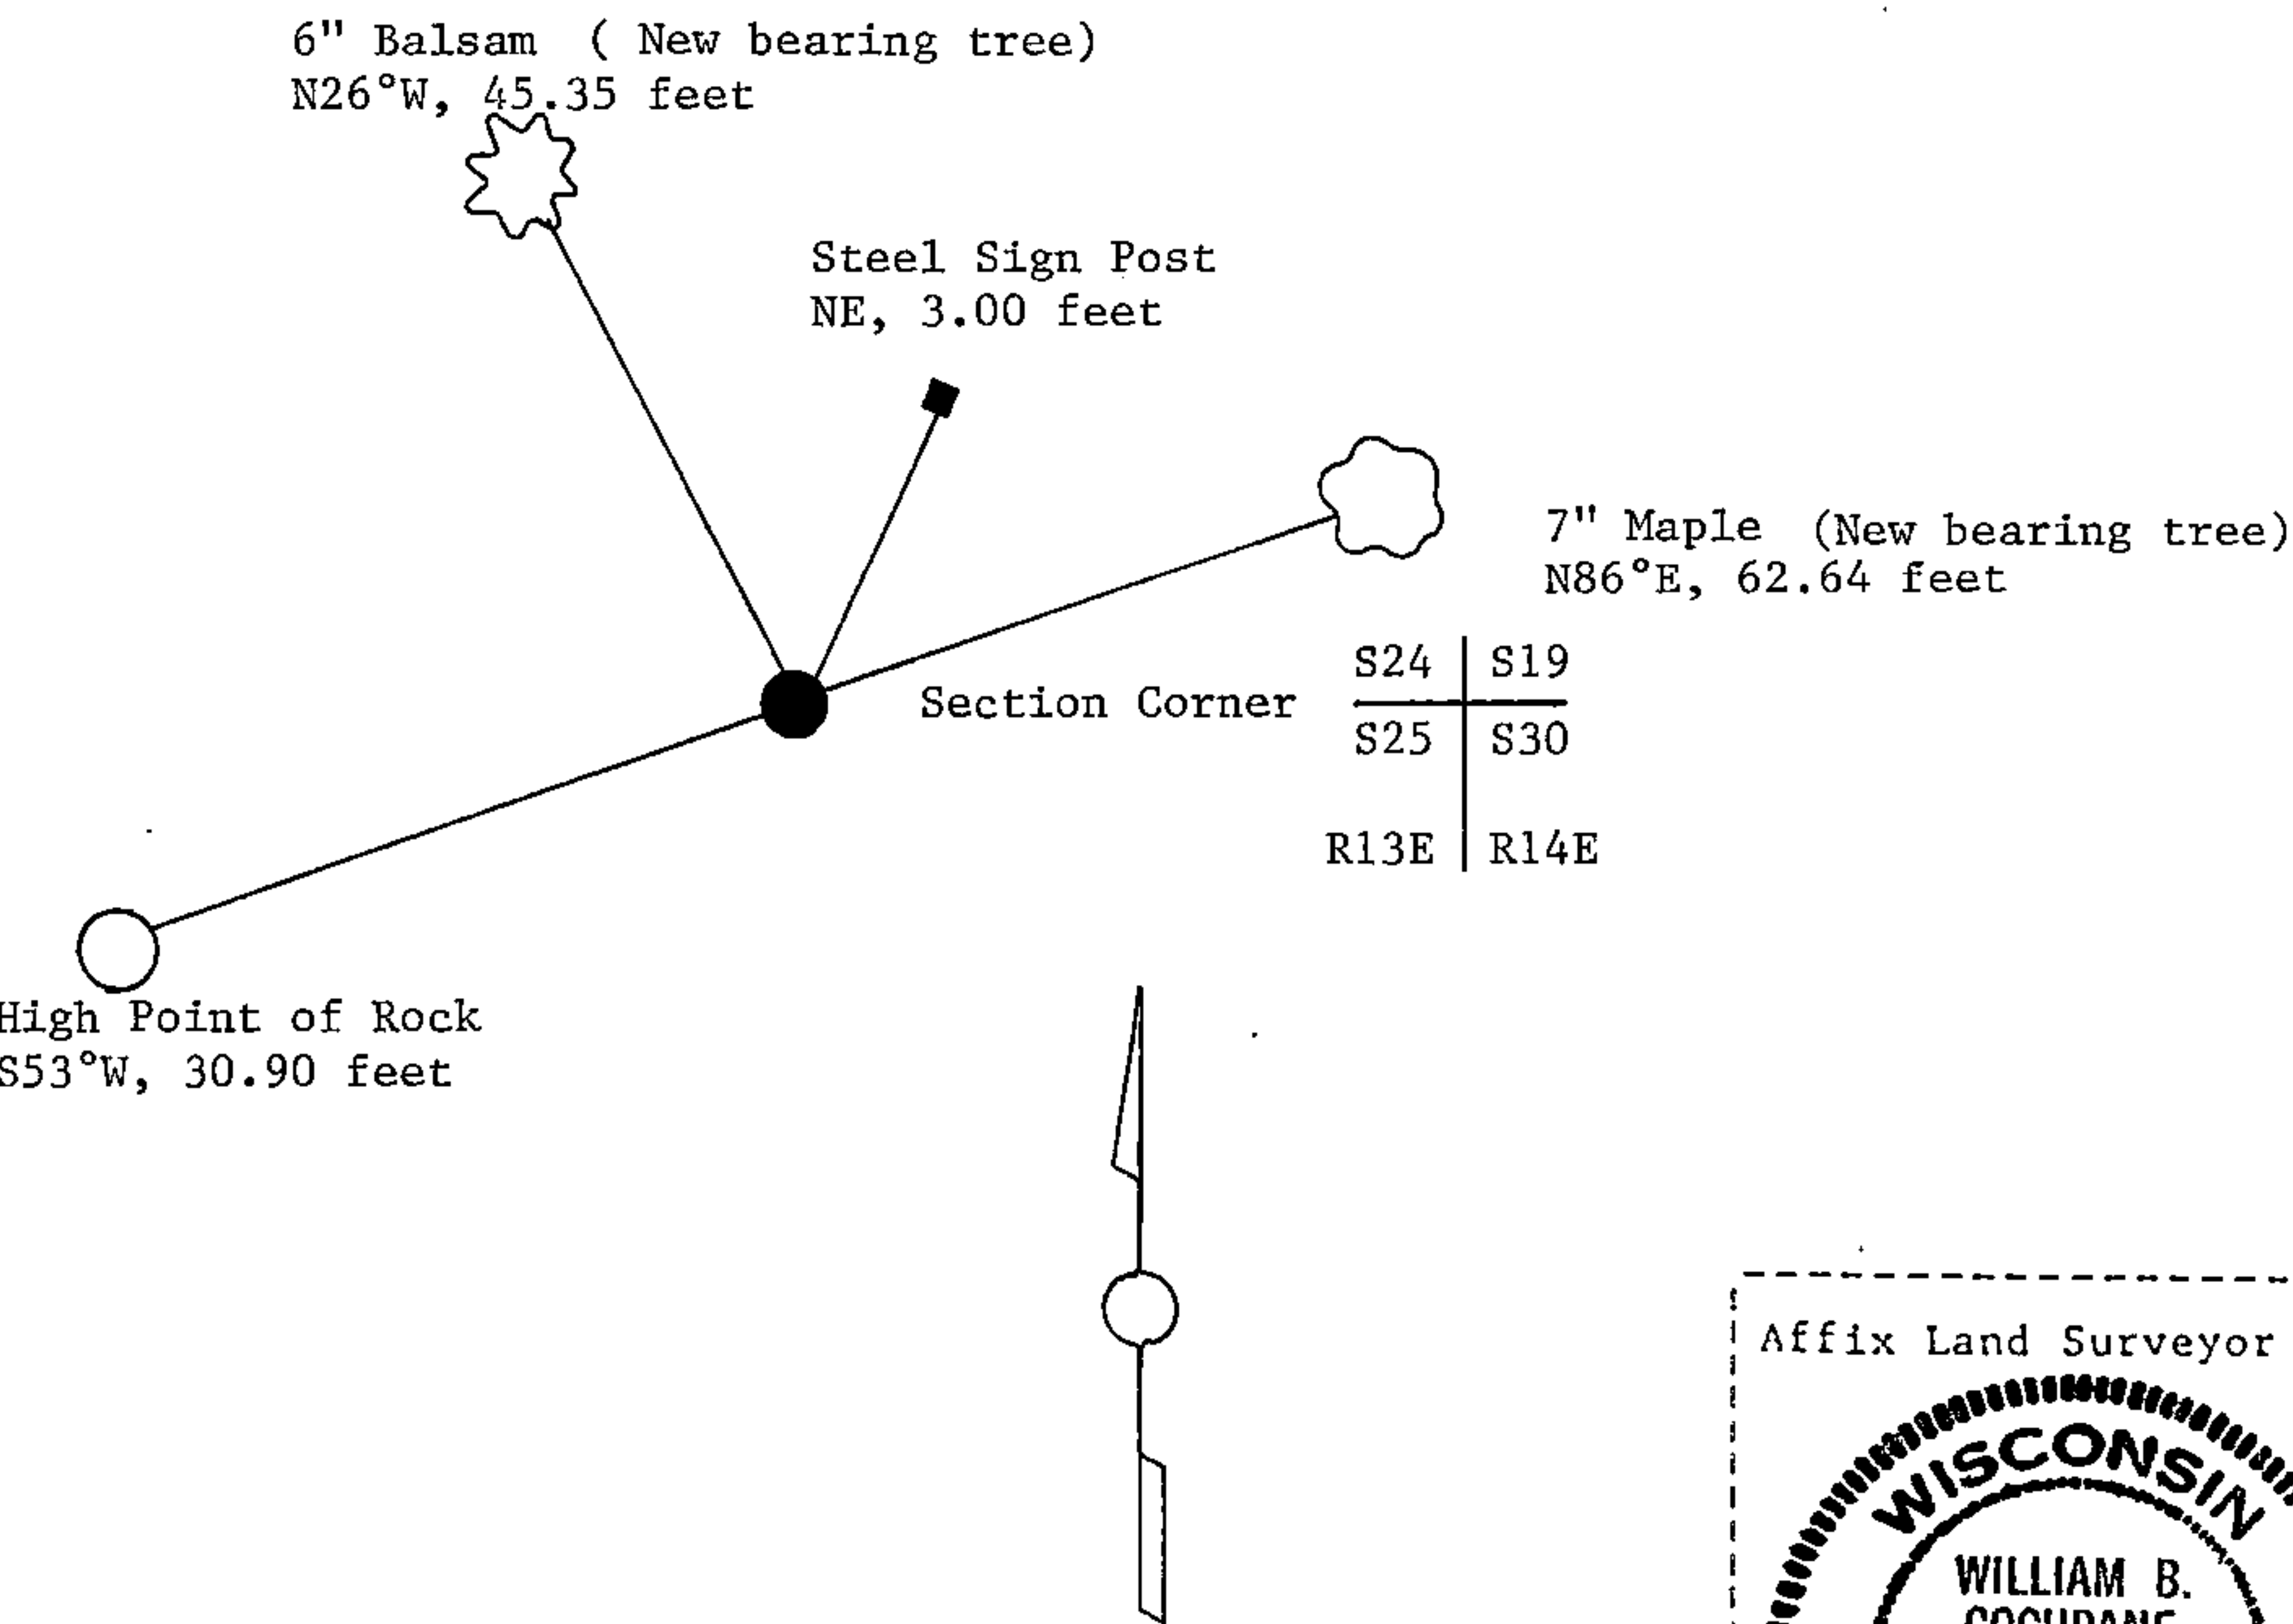 6" Balsam ( New bearing tree)
N26°W, 45.35 feet
Steel Sign Post
NE, 3.00 feet
7" Maple (New bearing tree)
N86°E, 62.64 feet
Section Corner
S24 S19
S25 S30
R13E R14E
High Point of Rock
S53°W, 30.90 feet
Affix Land Surveyor
WISCONSIN
WILLIAM B.